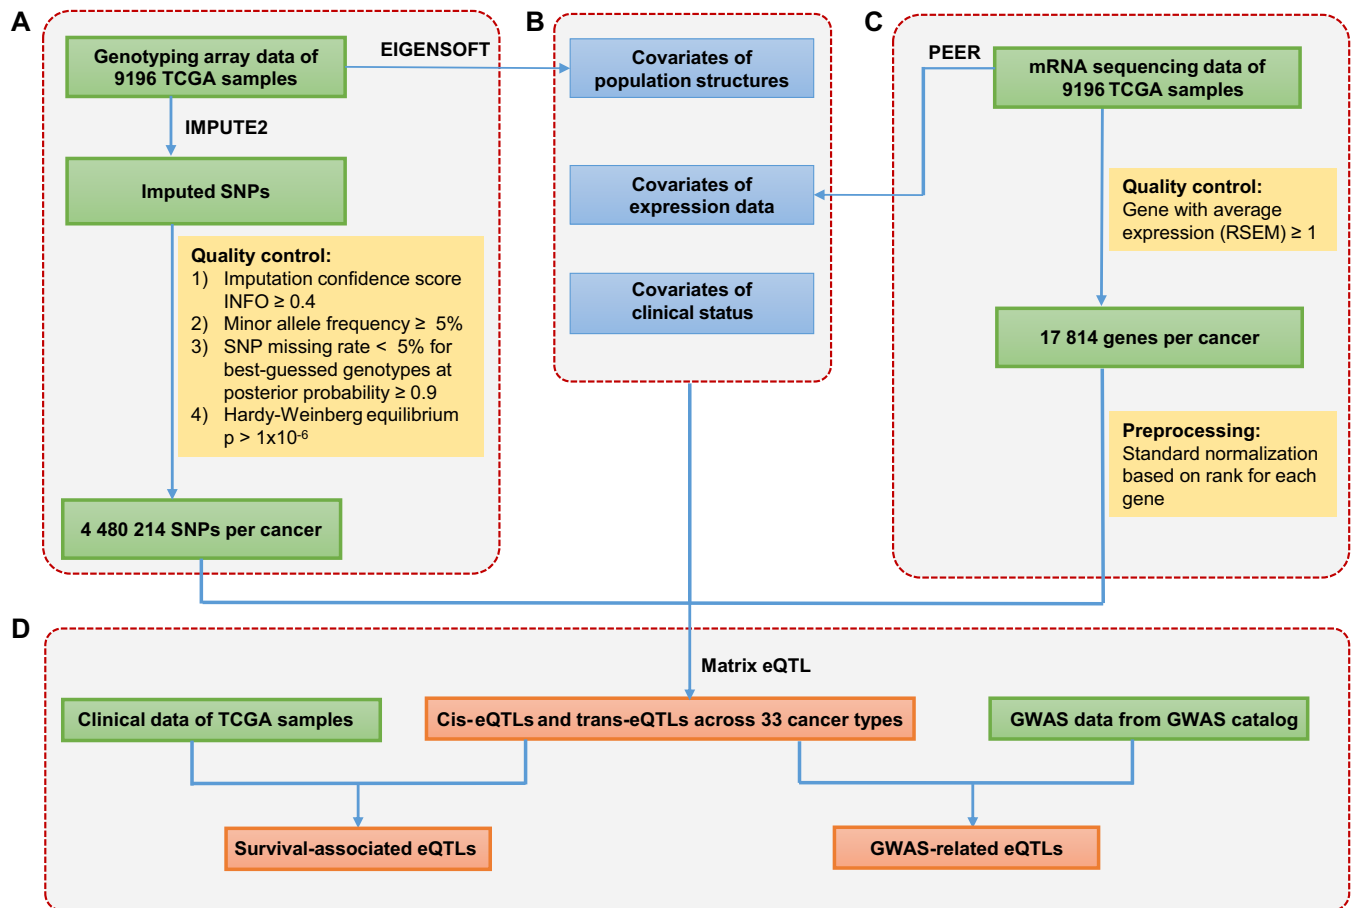 A
Genotyping array data of
9196 TCGA samples
EIGENSOFT
IMPUTE2
Imputed SNPs
Quality control:
1) Imputation confidence score
INFO ≥ 0.4
2) Minor allele frequency ≥ 5%
3) SNP missing rate < 5% for
best-guessed genotypes at
posterior probability ≥ 0.9
4) Hardy-Weinberg equilibrium
p > 1x10⁻⁶
4 480 214 SNPs per cancer
B
Covariates of
population structures
Covariates of
expression data
Covariates of
clinical status
C
PEER
mRNA sequencing data of
9196 TCGA samples
Quality control:
Gene with average
expression (RSEM) ≥ 1
17 814 genes per cancer
Preprocessing:
Standard normalization
based on rank for each
gene
D
Matrix eQTL
Clinical data of TCGA samples
Cis-eQTLs and trans-eQTLs across 33 cancer types
GWAS data from GWAS catalog
Survival-associated eQTLs
GWAS-related eQTLs